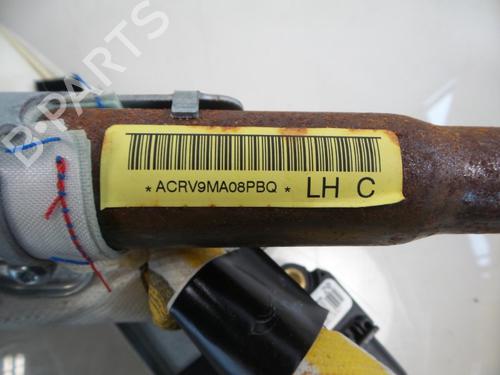 B-PARTS
* ACRV9MA08PBQ * LH C